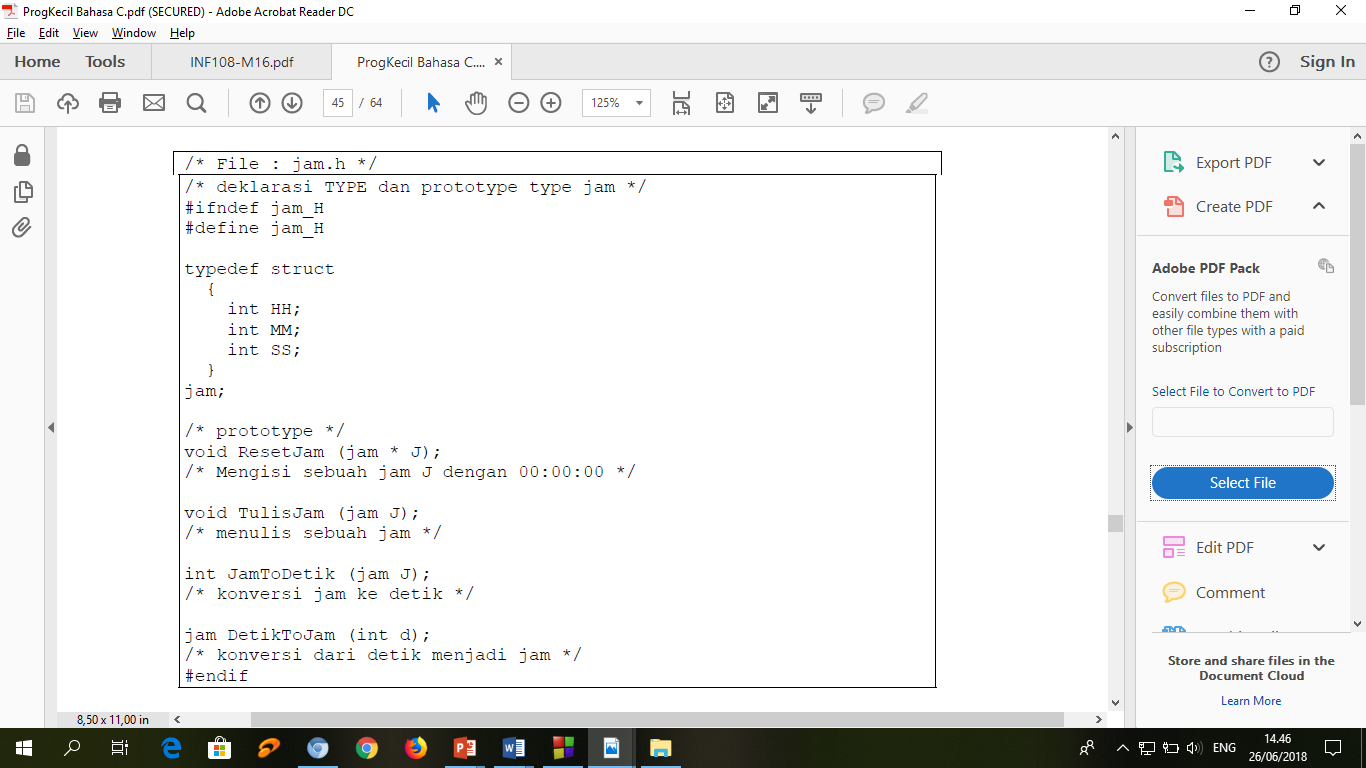 ProgKecil Bahasa C.pdf (SECURED) - Adobe Acrobat Reader DC
File Edit View Window Help
Home Tools INF108-M16.pdf ProgKecil Bahasa C.... × Sign In
45 / 64 125%
/* File : jam.h */
/* deklarasi TYPE dan prototype type jam */
#ifndef jam_H
#define jam_H
typedef struct
{
int HH;
int MM;
int SS;
}
jam;
/* prototype */
void ResetJam (jam * J);
/* Mengisi sebuah jam J dengan 00:00:00 */
void TulisJam (jam J);
/* menulis sebuah jam */
int JamToDetik (jam J);
/* konversi jam ke detik */
jam DetikToJam (int d);
/* konversi dari detik menjadi jam */
#endif
8,50 x 11,00 in
Export PDF
Create PDF
Adobe PDF Pack
Convert files to PDF and
easily combine them with
other file types with a paid
subscription
Select File to Convert to PDF
Select File
Edit PDF
Comment
Store and share files in the
Document Cloud
Learn More
ENG
14.46
26/06/2018